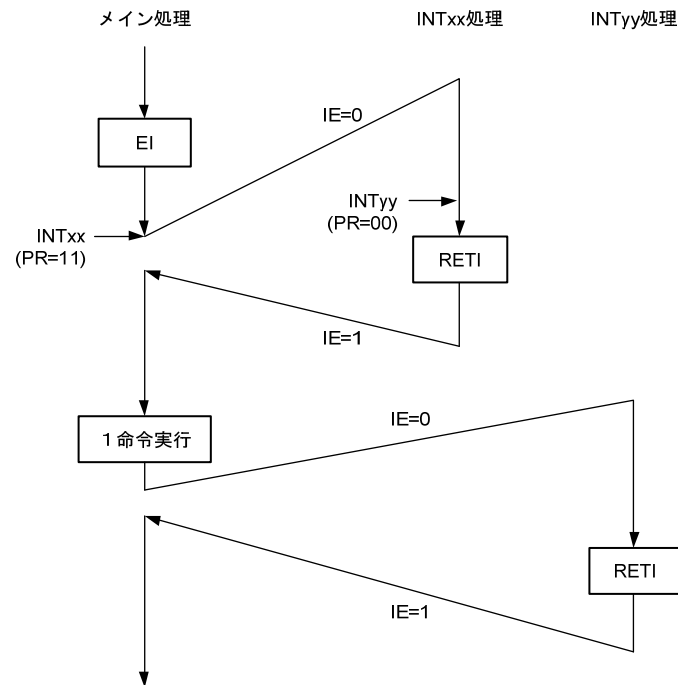 メイン処理
INTxx処理
INTyy処理
IE=0
EI
INTyy
(PR=00)
INTxx
(PR=11)
RETI
IE=1
IE=0
1命令実行
RETI
IE=1